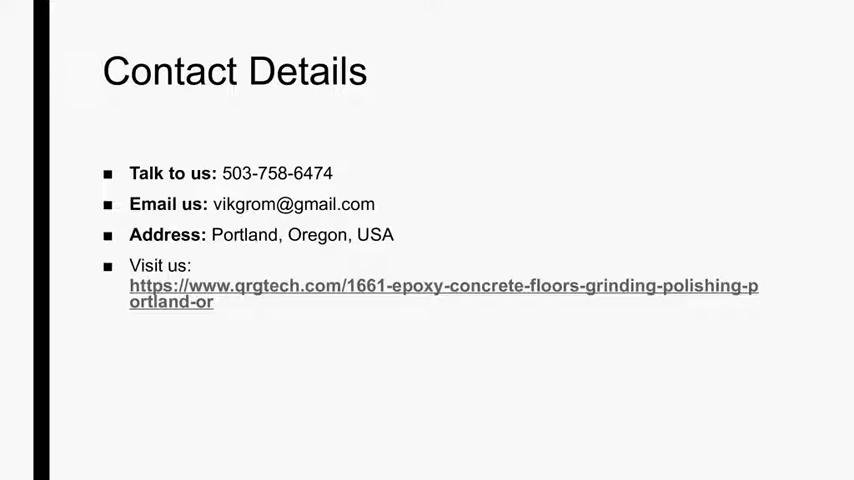 Contact Details
■ Talk to us: 503-758-6474
■ Email us: vikgrom@gmail.com
■ Address: Portland, Oregon, USA
■ Visit us:
https://www.qrgtech.com/1661-epoxy-concrete-floors-grinding-polishing-p
ortland-or